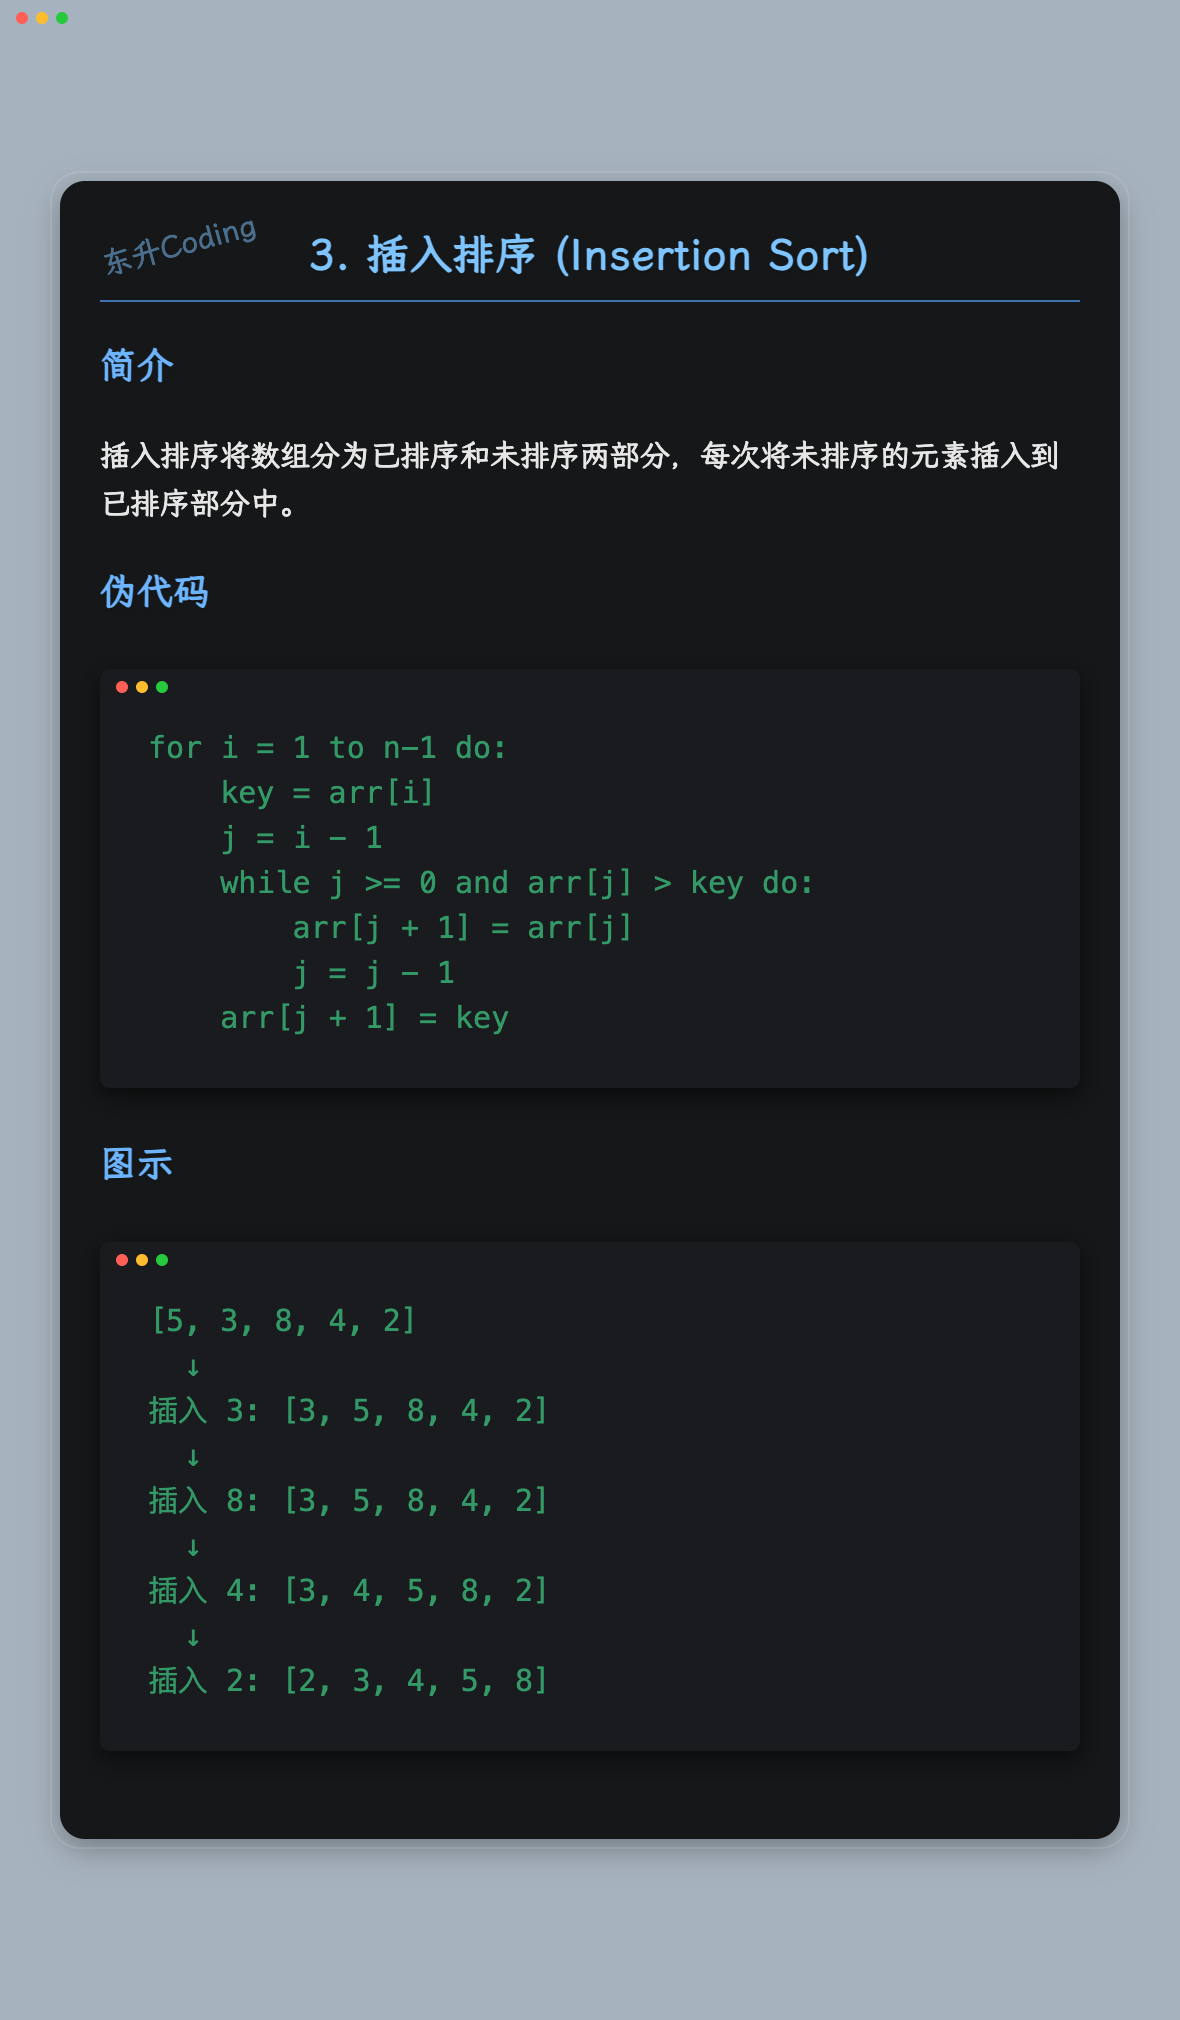 东升Coding
3. 插入排序 (Insertion Sort)
简介
插入排序将数组分为已排序和未排序两部分，每次将未排序的元素插入到
已排序部分中。
伪代码
for i = 1 to n-1 do:
    key = arr[i]
    j = i - 1
    while j >= 0 and arr[j] > key do:
        arr[j + 1] = arr[j]
        j = j - 1
    arr[j + 1] = key
图示
[5, 3, 8, 4, 2]
  ↓
插入 3: [3, 5, 8, 4, 2]
  ↓
插入 8: [3, 5, 8, 4, 2]
  ↓
插入 4: [3, 4, 5, 8, 2]
  ↓
插入 2: [2, 3, 4, 5, 8]